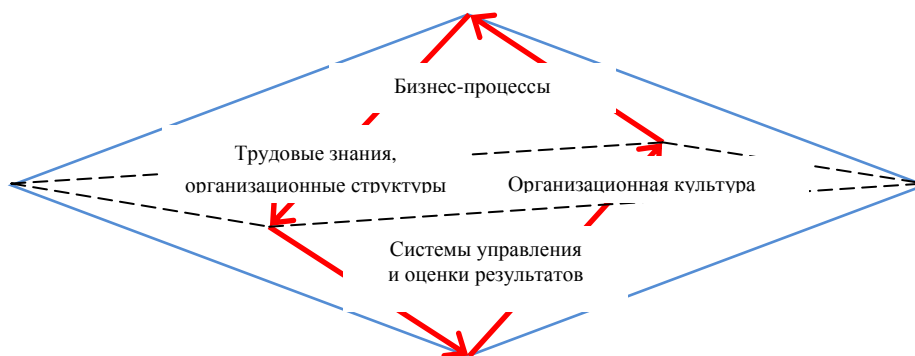 Бизнес-процессы
Трудовые знания,
организационные структуры
Организационная культура
Системы управления
и оценки результатов